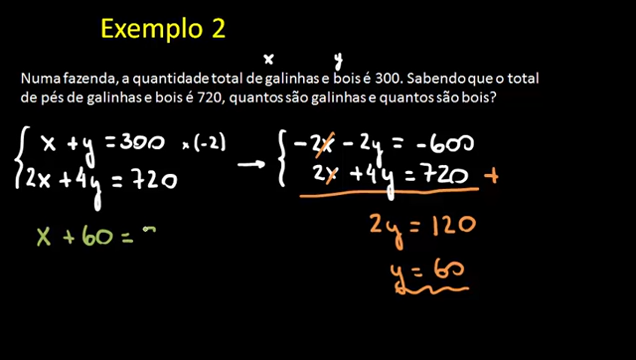 Exemplo 2
x y
Numa fazenda, a quantidade total de galinhas e bois é 300. Sabendo que o total
de pés de galinhas e bois é 720, quantos são galinhas e quantos são bois?
x + y = 300 x (-2) → -2x - 2y = -600
2x + 4y = 720 2x + 4y = 720 +
x + 60 = 2y = 120
y = 60